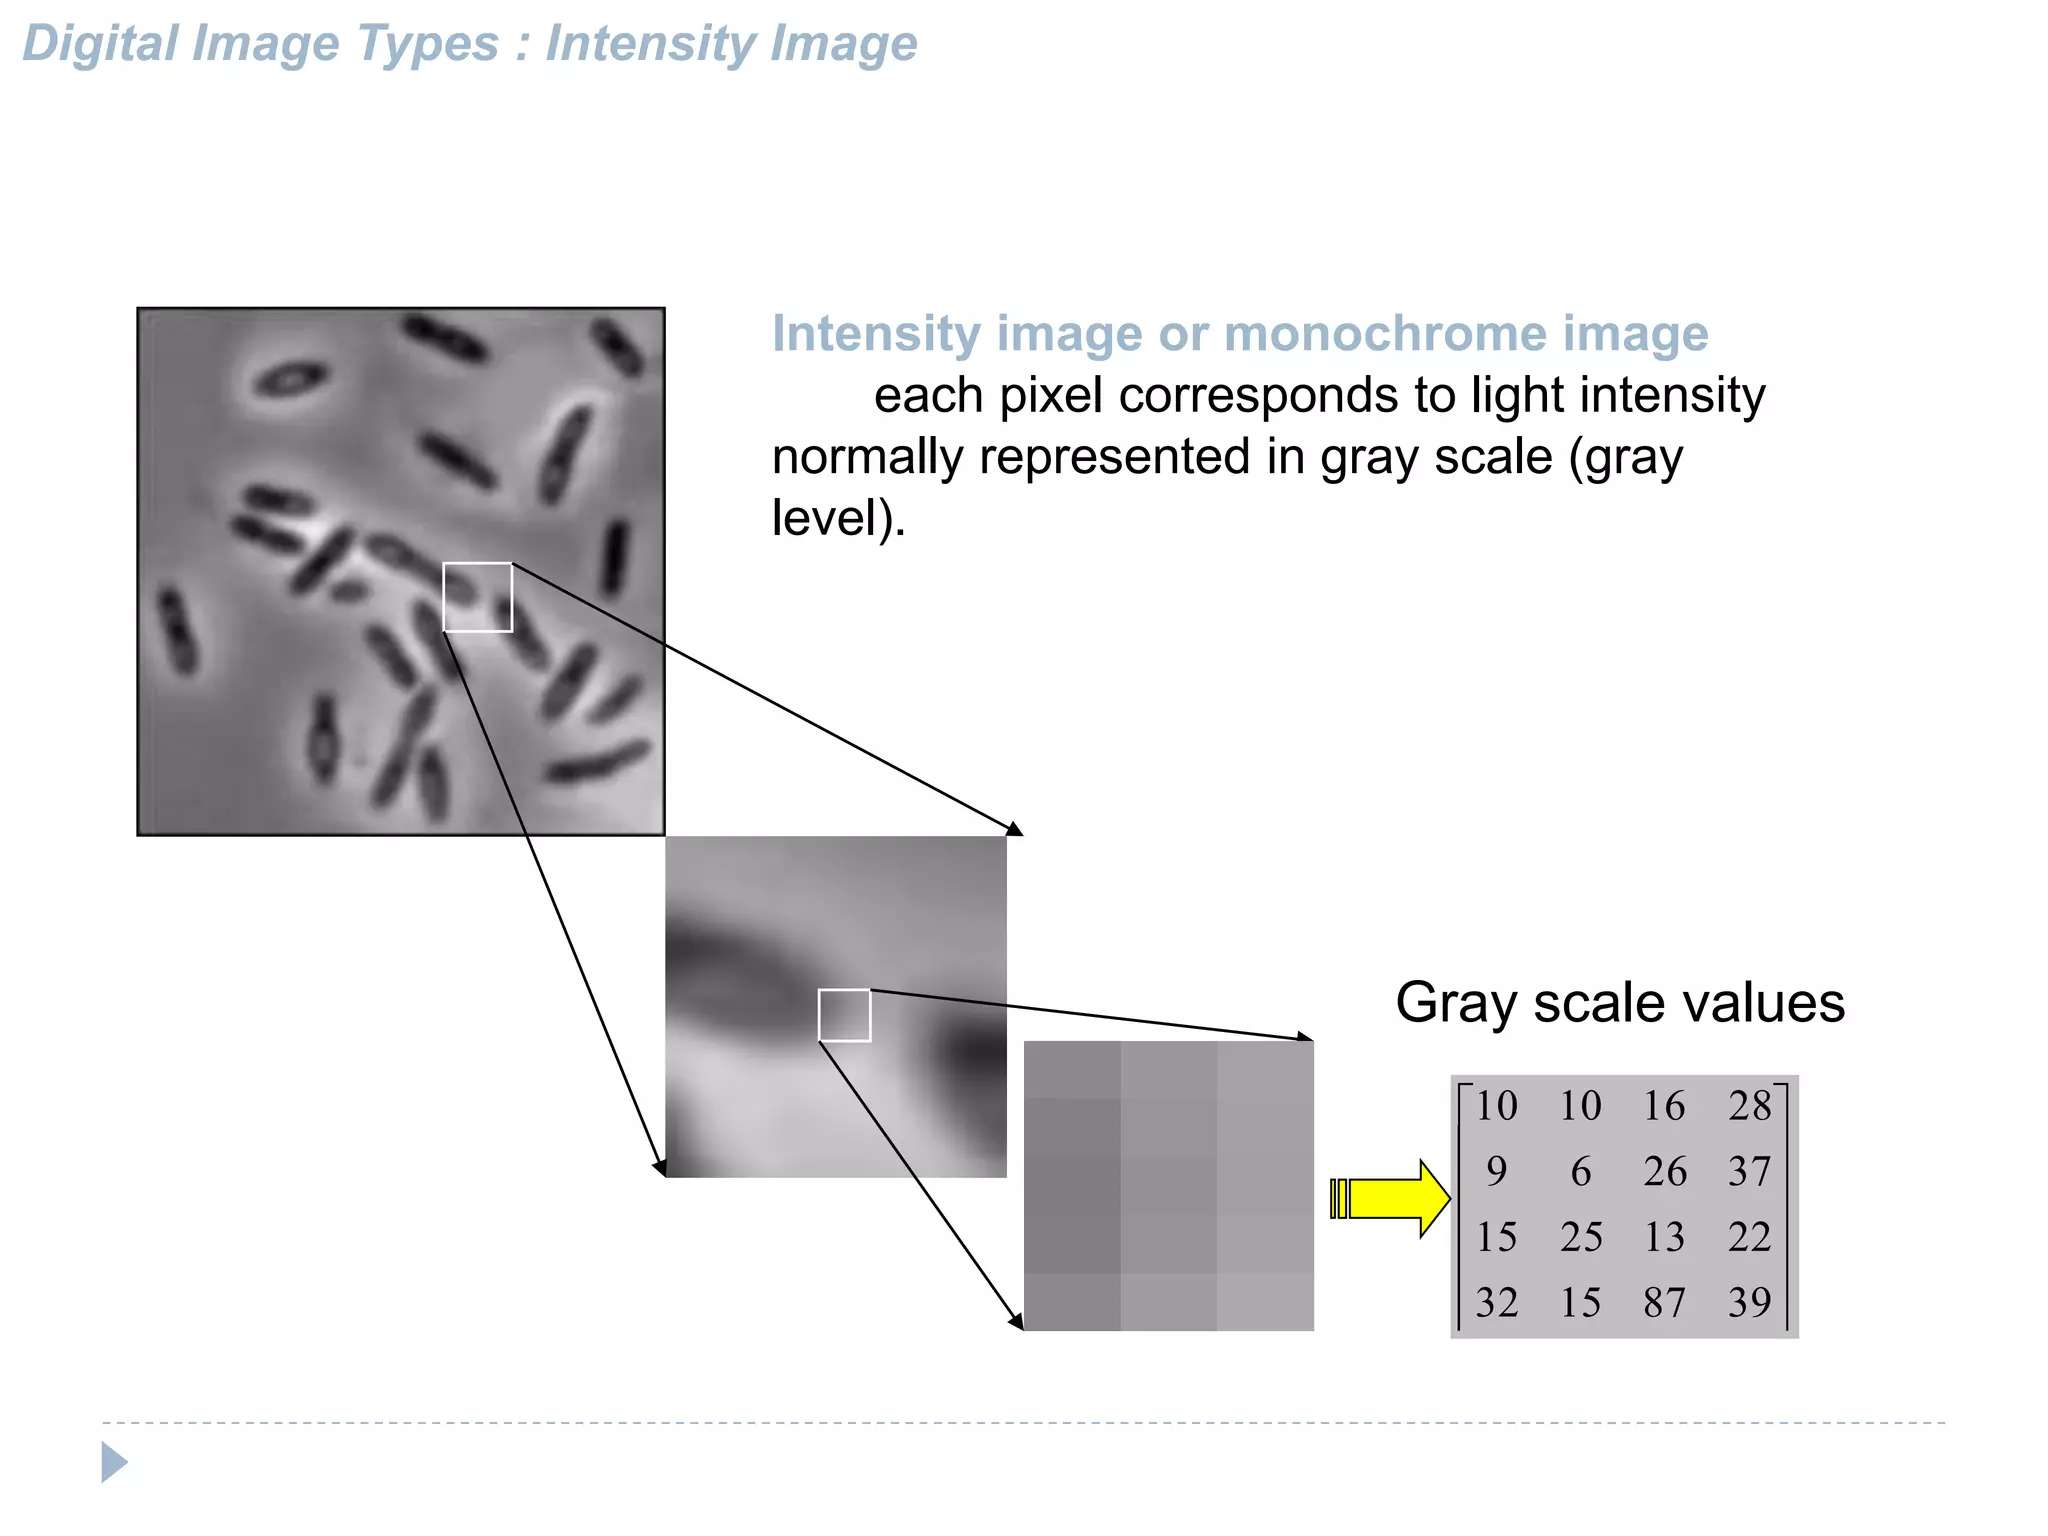 Digital Image Types : Intensity Image
Intensity image or monochrome image
each pixel corresponds to light intensity
normally represented in gray scale (gray
level).
Gray scale values
10 10 16 28
9 6 26 37
15 25 13 22
32 15 87 39